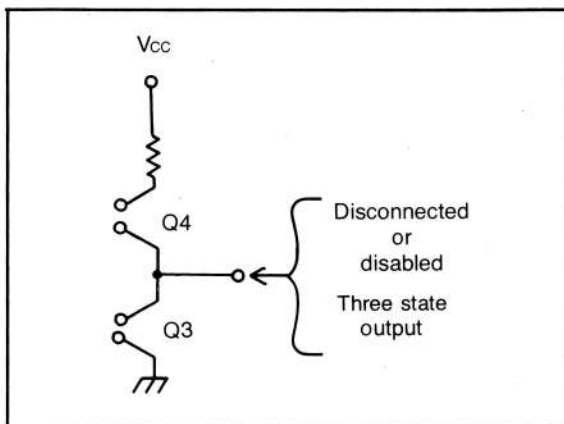 Vcc
Q4
Disconnected
or
disabled
Three state
output
Q3